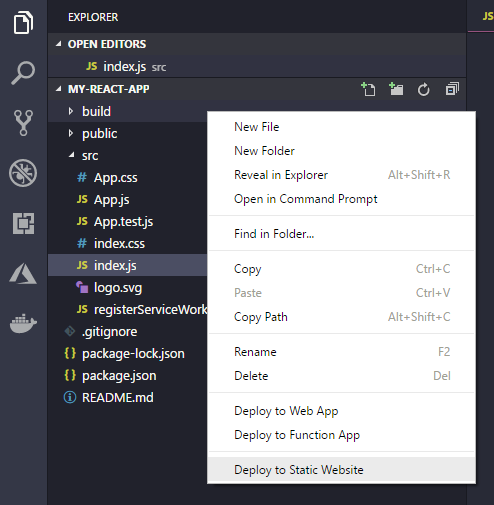 EXPLORER
JS
OPEN EDITORS
JS index.js src
MY-REACT-APP
build
public
src
# App.css
JS App.js
JS App.test.js
# index.css
JS index.js
logo.svg
JS registerServiceWork
.gitignore
{} package-lock.json
{} package.json
README.md
New File
New Folder
Reveal in Explorer Alt+Shift+R
Open in Command Prompt
Find in Folder...
Copy Ctrl+C
Paste Ctrl+V
Copy Path Alt+Shift+C
Rename F2
Delete Del
Deploy to Web App
Deploy to Function App
Deploy to Static Website